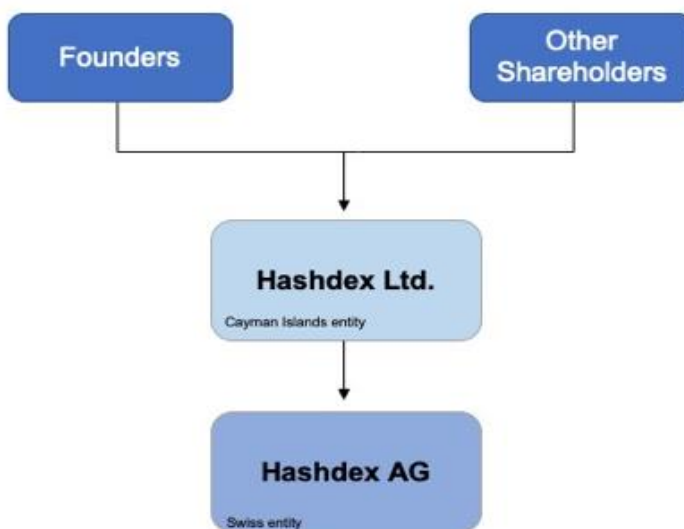 Founders
Other
Shareholders
Hashdex Ltd.
Cayman Islands entity
Hashdex AG
Swiss entity